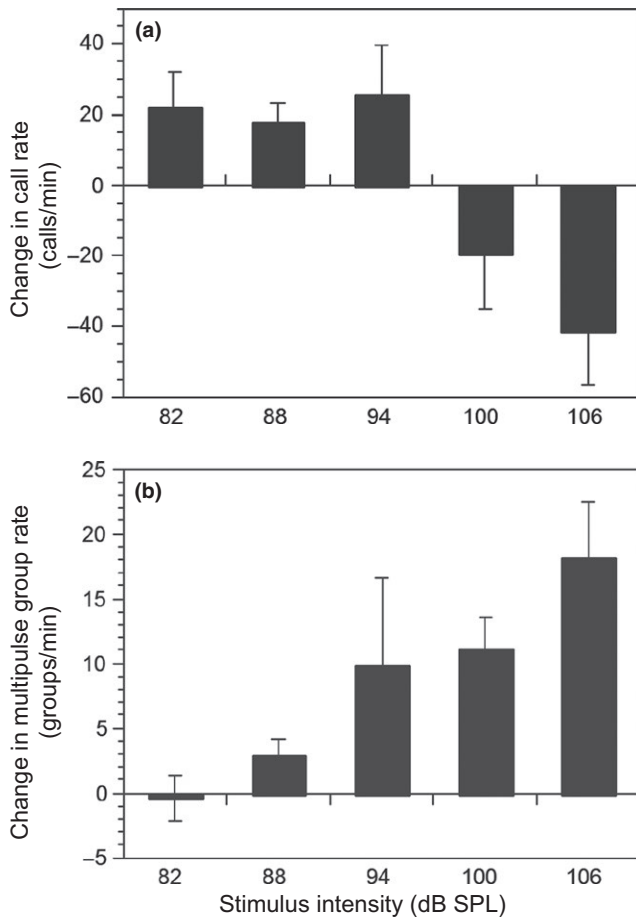 (a)
Change in call rate
(calls/min)
40
20
0
–20
–40
–60
82 88 94 100 106
(b)
Change in multipulse group rate
(groups/min)
25
20
15
10
5
0
–5
82 88 94 100 106
Stimulus intensity (dB SPL)